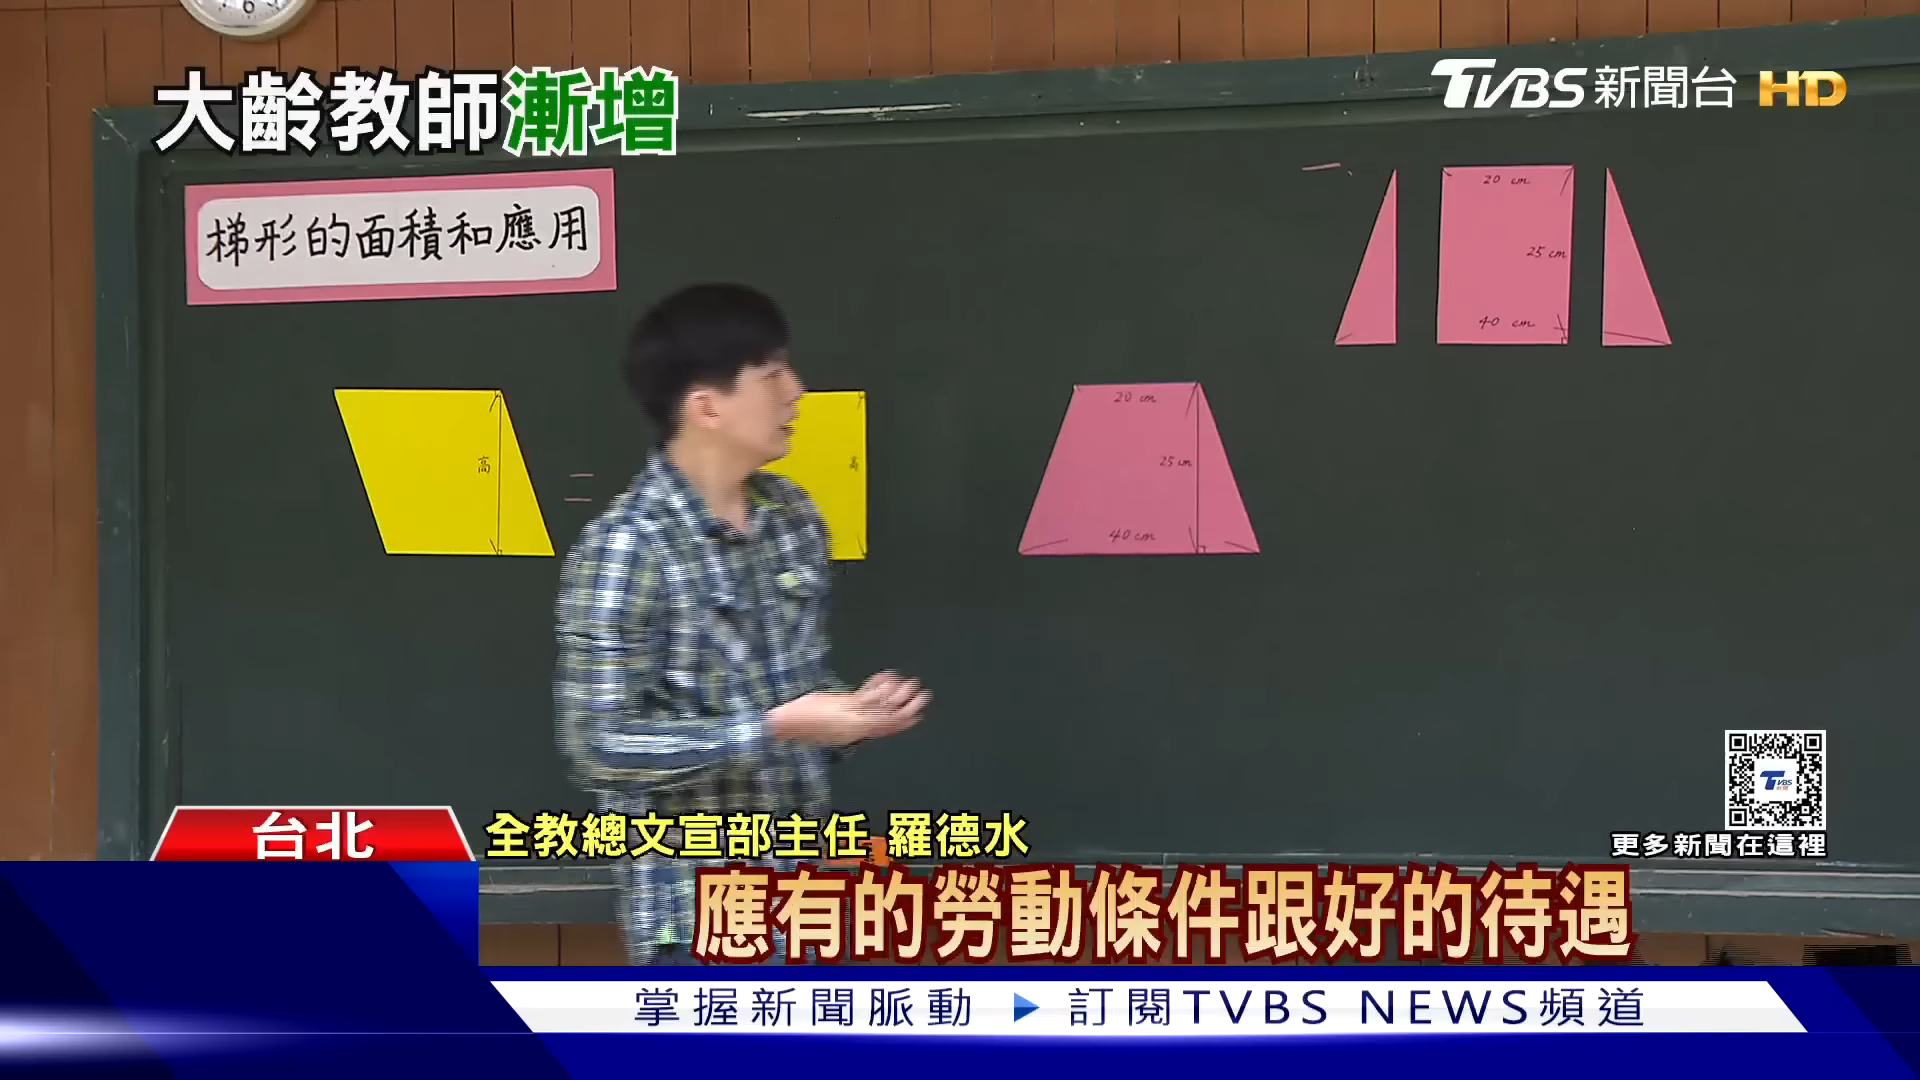 6
大齡教師漸增
TVBS新聞台 HD
梯形的面積和應用
20 cm
25 cm
40 cm
高
高
20 cm
25 cm
40 cm
TVBS
更多新聞在這裡
台北
全教總文宣部主任 羅德水
應有的勞動條件跟好的待遇
掌握新聞脈動 ▶ 訂閱TVBS NEWS頻道